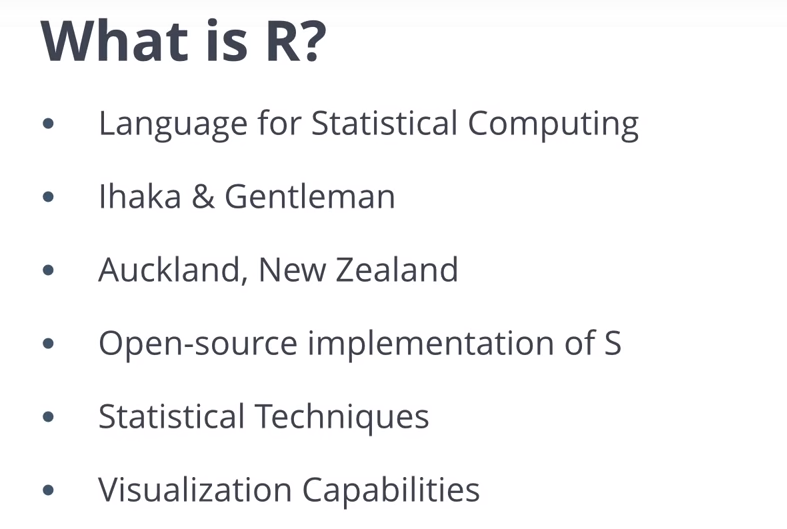 What is R?
• Language for Statistical Computing
• Ihaka & Gentleman
• Auckland, New Zealand
• Open-source implementation of S
• Statistical Techniques
• Visualization Capabilities